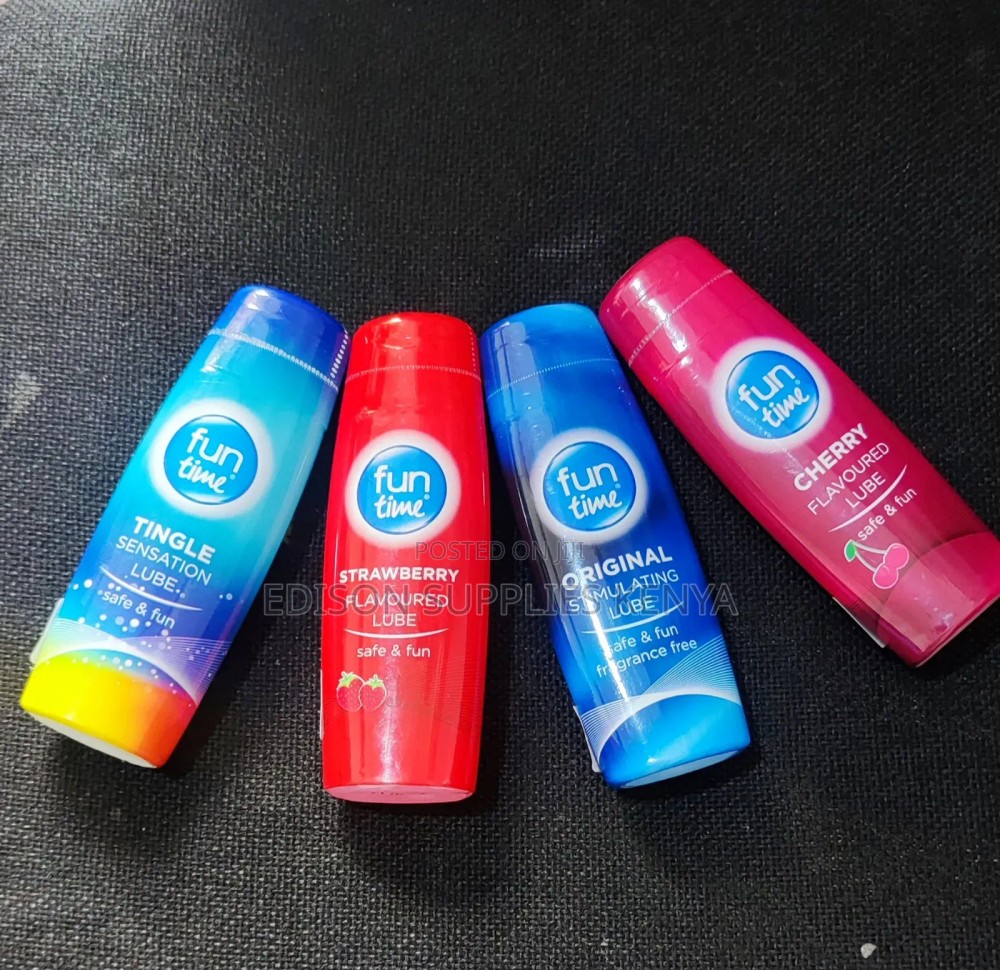 fun
time
TINGLE
SENSATION
LUBE
safe & fun
fun
time
STRAWBERRY
FLAVOURED
LUBE
safe & fun
fun
time
ORIGINAL
STIMULATING
LUBE
safe & fun
fragrance free
fun
time
CHERRY
FLAVOURED
LUBE
safe & fun
POSTED ON JIJI
EDISON SUPPLIES KENYA